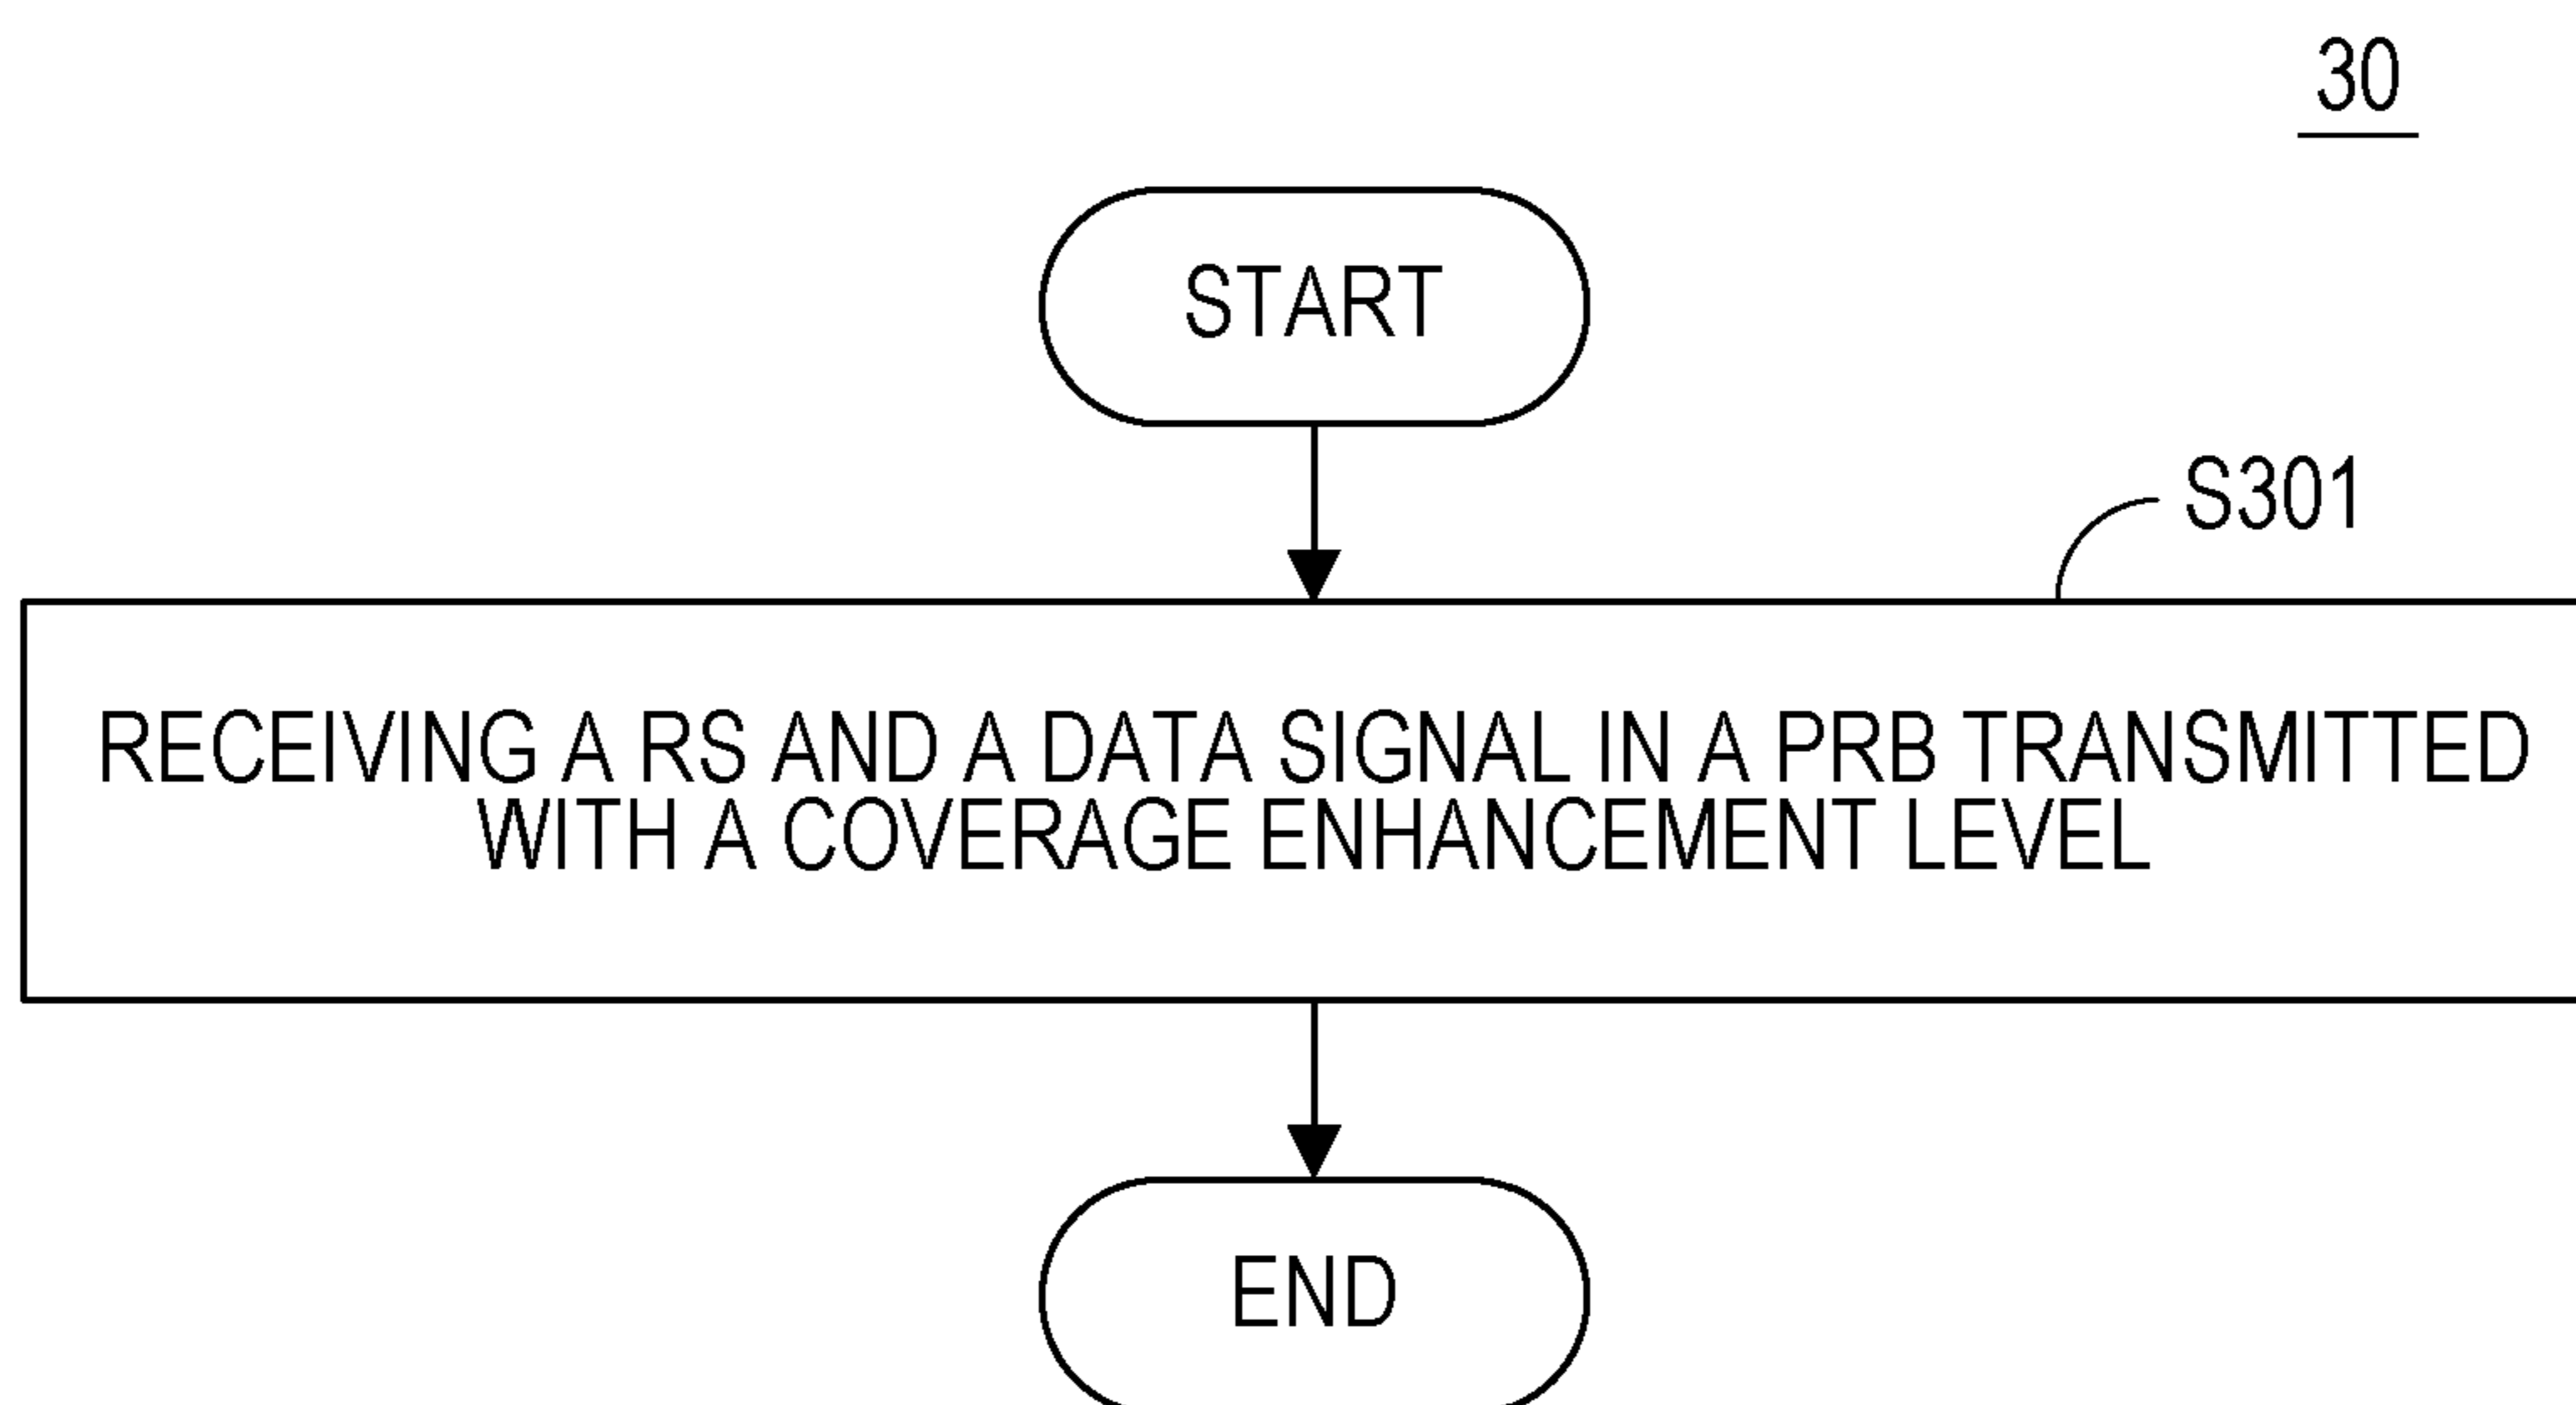 30
START
S301
RECEIVING A RS AND A DATA SIGNAL IN A PRB TRANSMITTED
WITH A COVERAGE ENHANCEMENT LEVEL
END